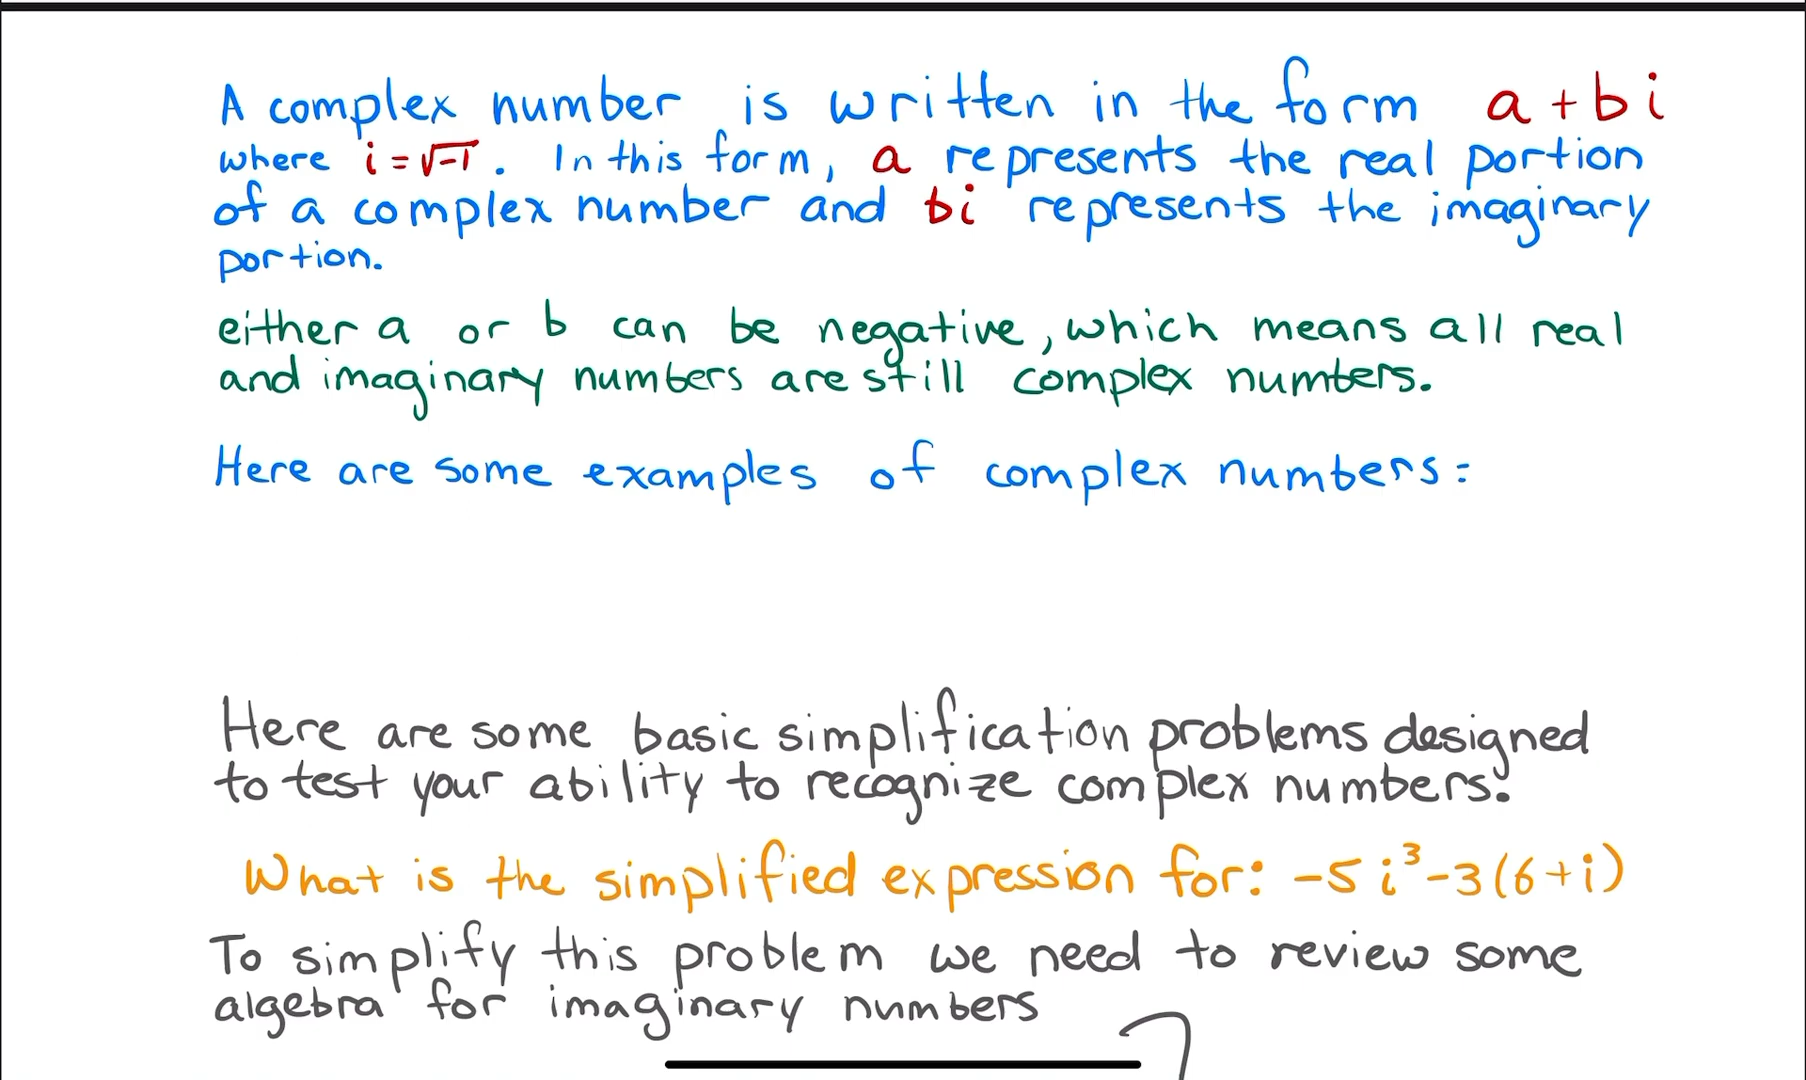 A complex number is written in the form a + bi
where i = √-1. In this form, a represents the real portion
of a complex number and bi represents the imaginary
portion.
either a or b can be negative, which means all real
and imaginary numbers are still complex numbers.
Here are some examples of complex numbers:
Here are some basic simplification problems designed
to test your ability to recognize complex numbers.
What is the simplified expression for: -5i³-3(6+i)
To simplify this problem we need to review some
algebra for imaginary numbers